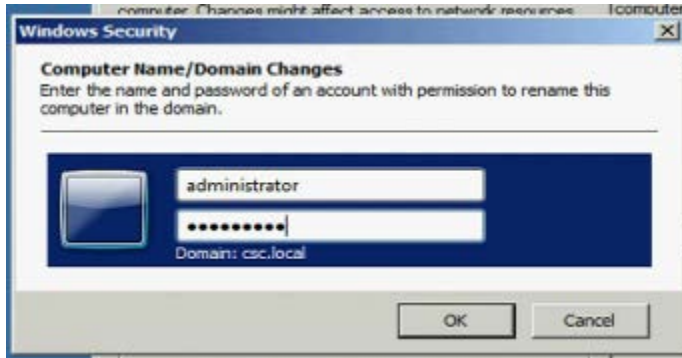 computer. Changes might affect access to network resources. [computer
Windows Security
Computer Name/Domain Changes
Enter the name and password of an account with permission to rename this
computer in the domain.
administrator
●●●●●●●●●
Domain: csc.local
OK
Cancel